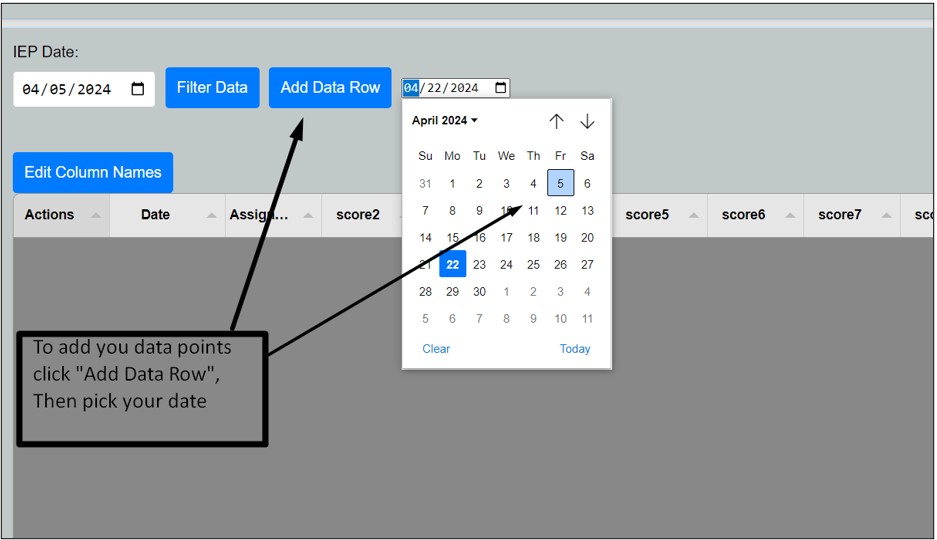 IEP Date:
04/05/2024 Filter Data Add Data Row 04/22/2024
April 2024
Su Mo Tu We Th Fr Sa
31 1 2 3 4 5 6
7 8 9 10 11 12 13
14 15 16 17 18 19 20
21 22 23 24 25 26 27
28 29 30 1 2 3 4
5 6 7 8 9 10 11
Clear Today
Edit Column Names
Actions Date Assign... score2 score5 score6 score7 sco
To add you data points
click "Add Data Row",
Then pick your date